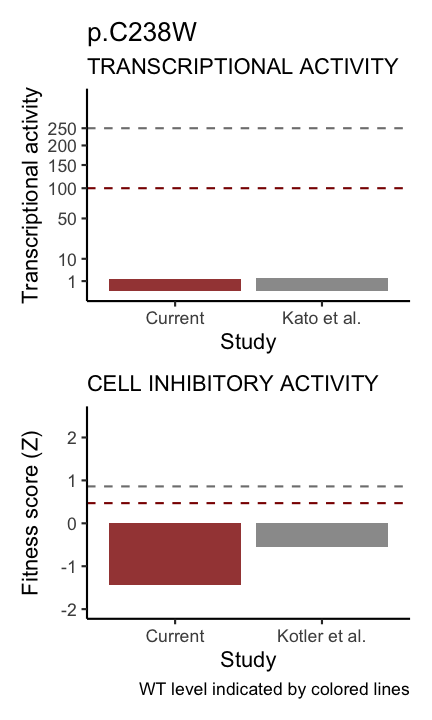 p.C238W
TRANSCRIPTIONAL ACTIVITY
Transcriptional activity
250
200
150
100
50
10
1
Current
Kato et al.
Study
CELL INHIBITORY ACTIVITY
Fitness score (Z)
2
1
0
-1
-2
Current
Kotler et al.
Study
WT level indicated by colored lines